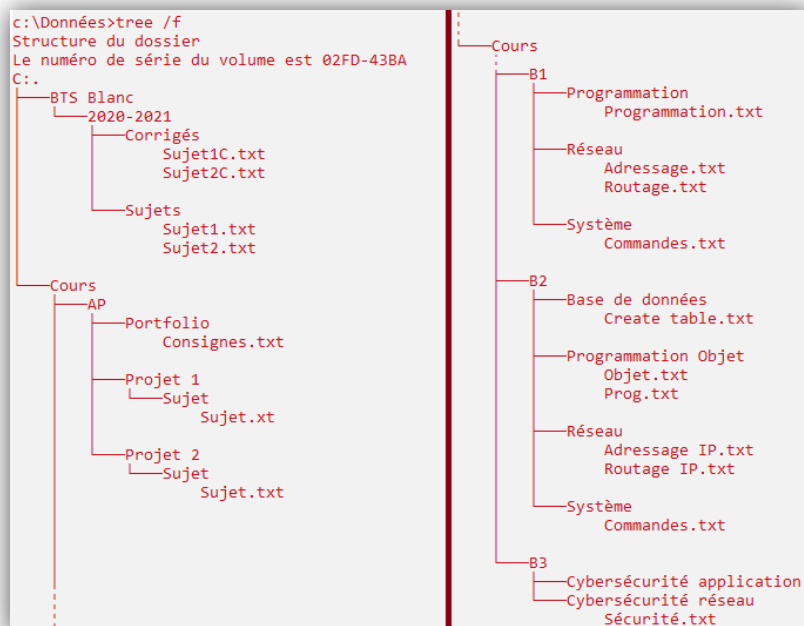 c:\Données>tree /f
Structure du dossier
Le numéro de série du volume est 02FD-43BA
C:.
BTS Blanc
2020-2021
Corrigés
Sujet1C.txt
Sujet2C.txt
Sujets
Sujet1.txt
Sujet2.txt
Cours
AP
Portfolio
Consignes.txt
Projet 1
Sujet
Sujet.xt
Projet 2
Sujet
Sujet.txt
Cours
B1
Programmation
Programmation.txt
Réseau
Adressage.txt
Routage.txt
Système
Commandes.txt
B2
Base de données
Create table.txt
Programmation Objet
Objet.txt
Prog.txt
Réseau
Adressage IP.txt
Routage IP.txt
Système
Commandes.txt
B3
Cybersécurité application
Cybersécurité réseau
Sécurité.txt